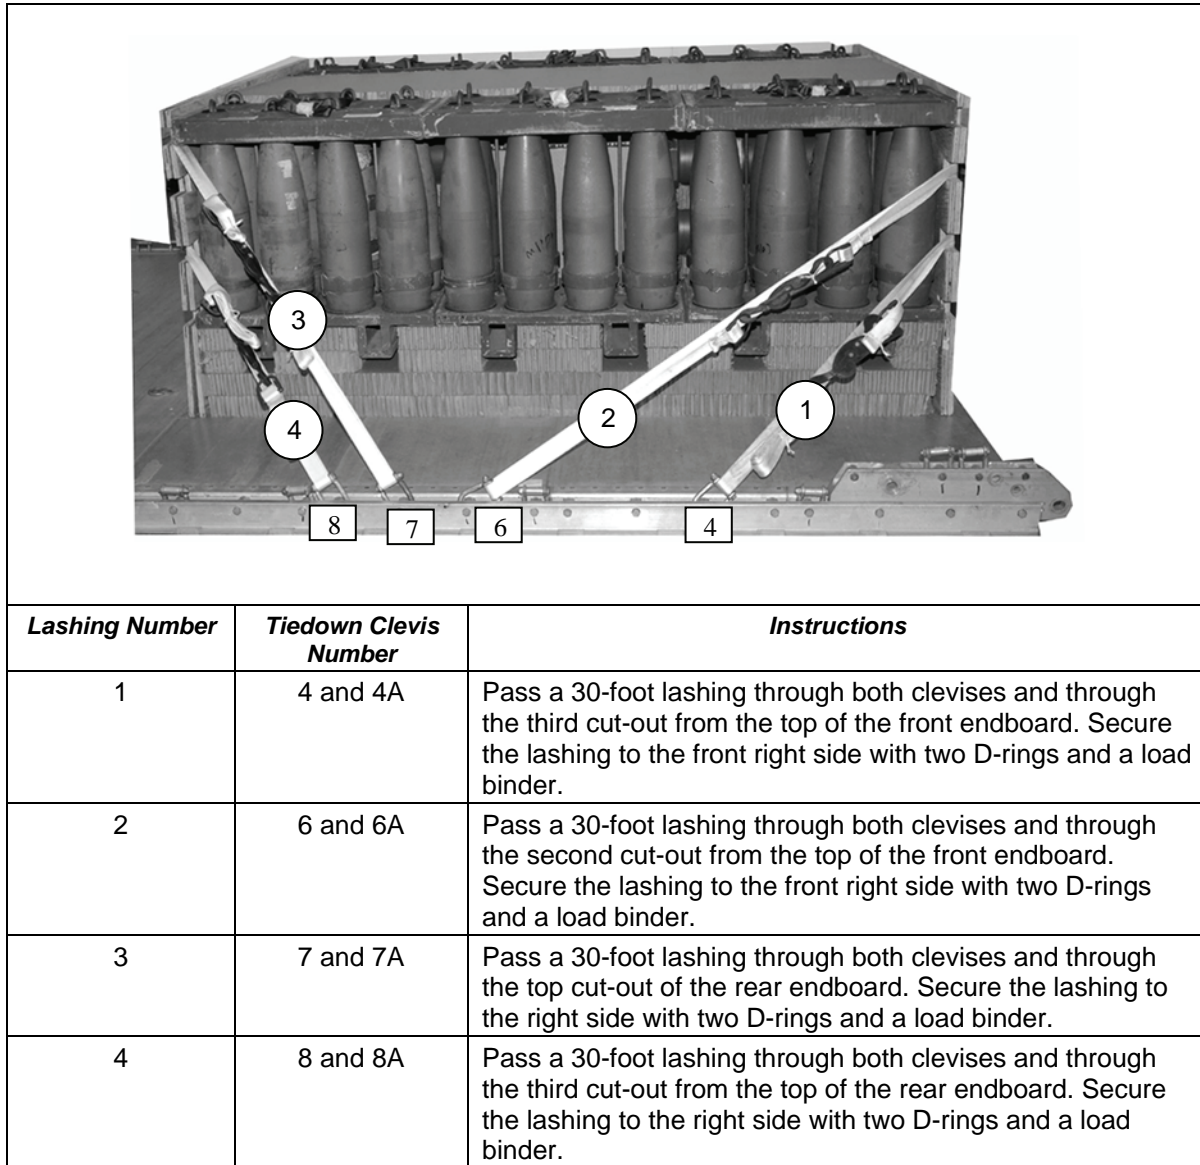 3
2
1
4
8
7
6
4
Lashing Number
Tiedown Clevis
Number
Instructions
1
4 and 4A
Pass a 30-foot lashing through both clevises and through
the third cut-out from the top of the front endboard. Secure
the lashing to the front right side with two D-rings and a load
binder.
2
6 and 6A
Pass a 30-foot lashing through both clevises and through
the second cut-out from the top of the front endboard.
Secure the lashing to the front right side with two D-rings
and a load binder.
3
7 and 7A
Pass a 30-foot lashing through both clevises and through
the top cut-out of the rear endboard. Secure the lashing to
the right side with two D-rings and a load binder.
4
8 and 8A
Pass a 30-foot lashing through both clevises and through
the third cut-out from the top of the rear endboard. Secure
the lashing to the right side with two D-rings and a load
binder.